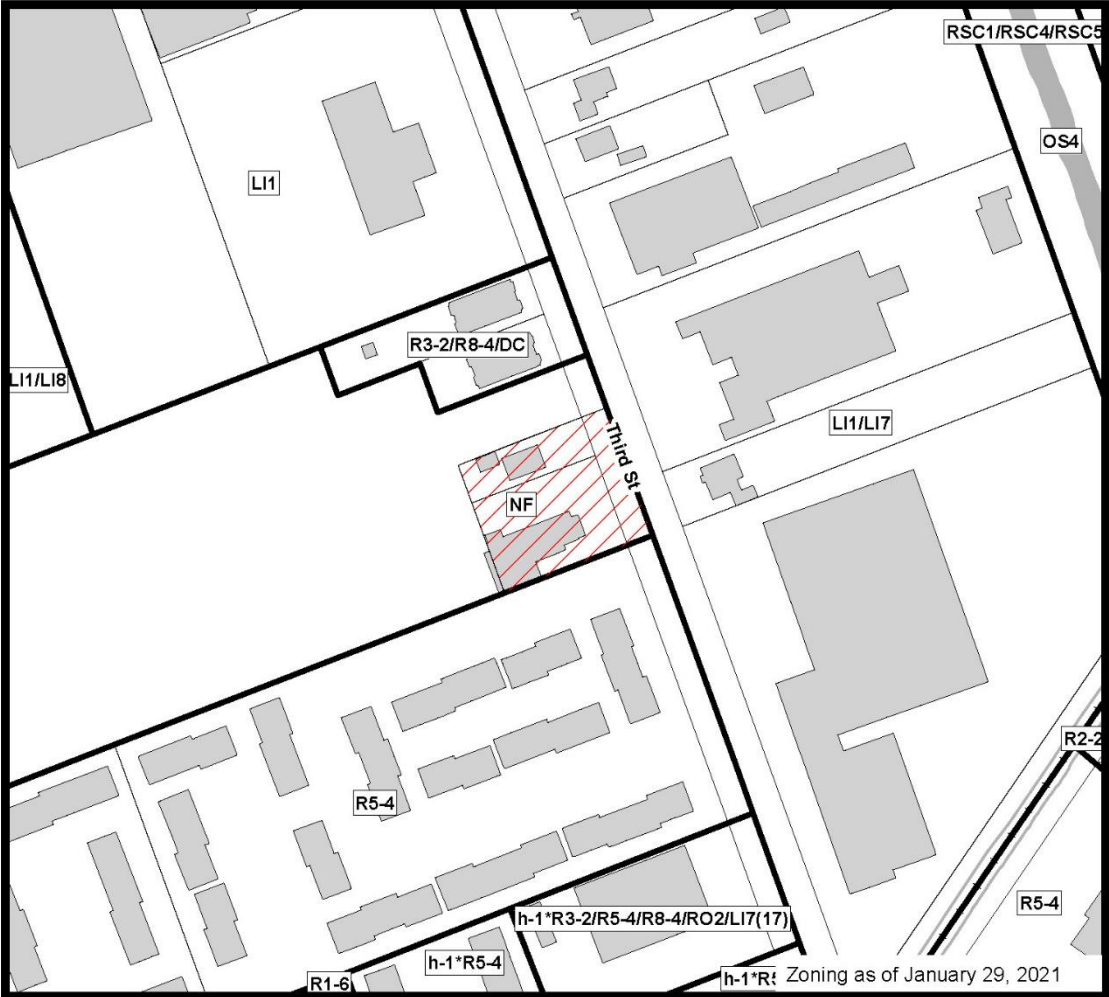 RSC1/RSC4/RSC5
OS4
LI1
R3-2/R8-4/DC
LI1/LI8
LI1/LI7
Third St
NF
R2-2
R5-4
R5-4
h-1*R3-2/R5-4/R8-4/RO2/LI7(17)
h-1*R5-4
R1-6
h-1*R5
Zoning as of January 29, 2021